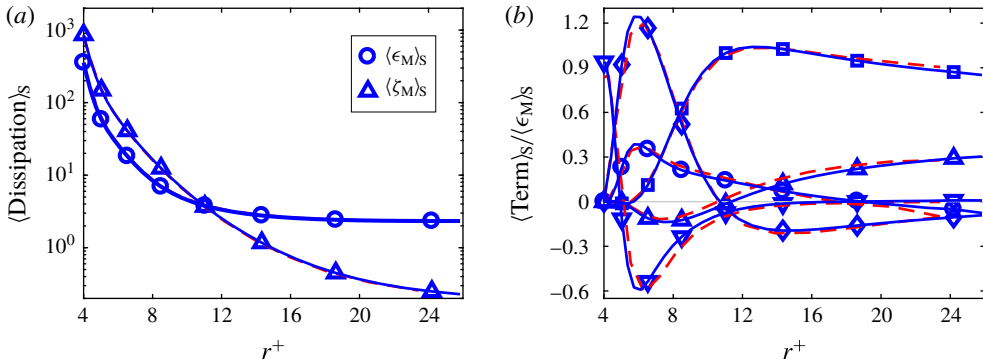 (a)
10³
10²
10¹
10⁰
⟨Dissipation⟩S
⟨ϵM⟩S
⟨ζM⟩S
4 8 12 16 20 24
r⁺
(b)
1.2
0.9
0.6
0.3
0
−0.3
−0.6
⟨Term⟩S/⟨ϵM⟩S
4 8 12 16 20 24
r⁺